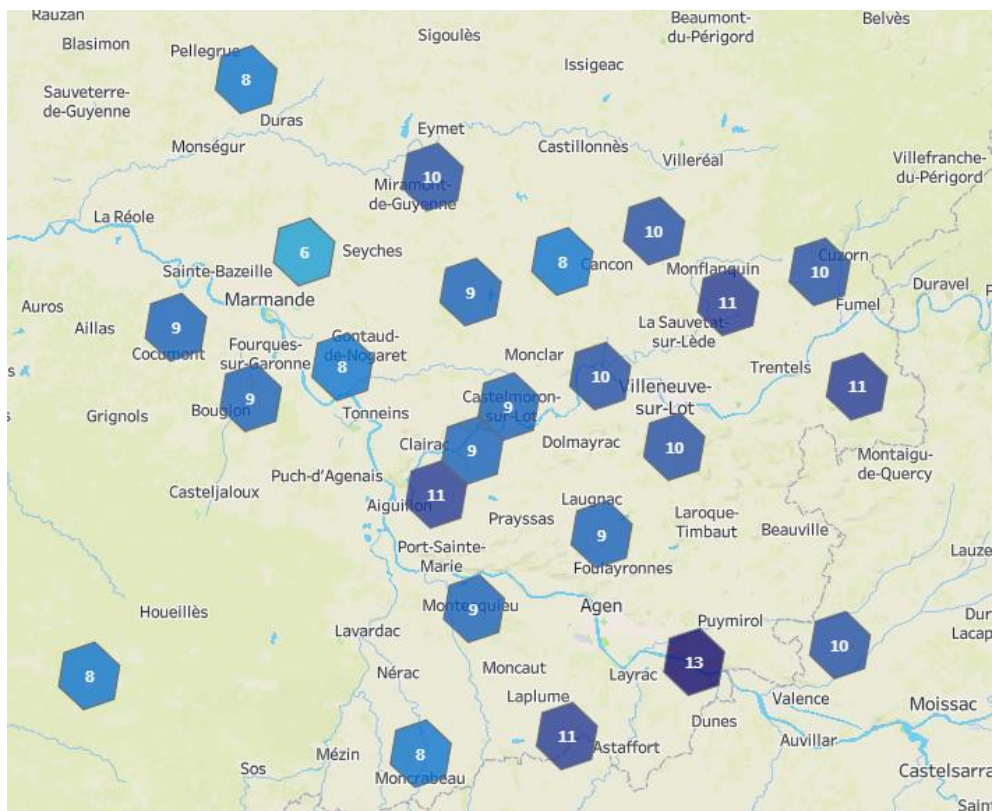 Rauzan
Beaumont-
du-Périgord
Belvès
Blasimon
Pellegrue
Sigoulès
Issigeac
8
Sauveterre-
de-Guyenne
Duras
Eymet
Monségur
Castillonnès
Villeréal
Villefranche-
du-Périgord
10
Miramont-
de-Guyenne
La Réole
10
6
Seyches
8
Cancon
Monflanquin
Cuzorn
10
Sainte-Bazeille
Duravel
Marmande
9
11
Fumel
Auros
Aillas
9
Cocumont
Fourques-
sur-Garonne
Gontaud-
de-Nogaret
8
Monclar
La Sauvetat-
sur-Lède
Trentels
10
11
Villeneuve-
sur-Lot
Grignols
Bouglon
9
Tonneins
Castelmoron-
sur-Lot
9
Clairac
9
Dolmayrac
10
Montaigu-
de-Quercy
Casteljaloux
Puch-d'Agenais
11
Aiguillon
Prayssas
Laugnac
Laroque-
Timbaut
Beauville
9
Foulayronnes
Port-Sainte-
Marie
Lauze
Houeillès
9
Montesquieu
Agen
Puymirol
Dur
Lacap
Lavardac
10
8
Nérac
Moncaut
Layrac
13
Laplume
Valence
Moissac
11
Astaffort
Dunes
Auvillar
Mézin
8
Moncrabeau
Sos
Castelsarra
Saint